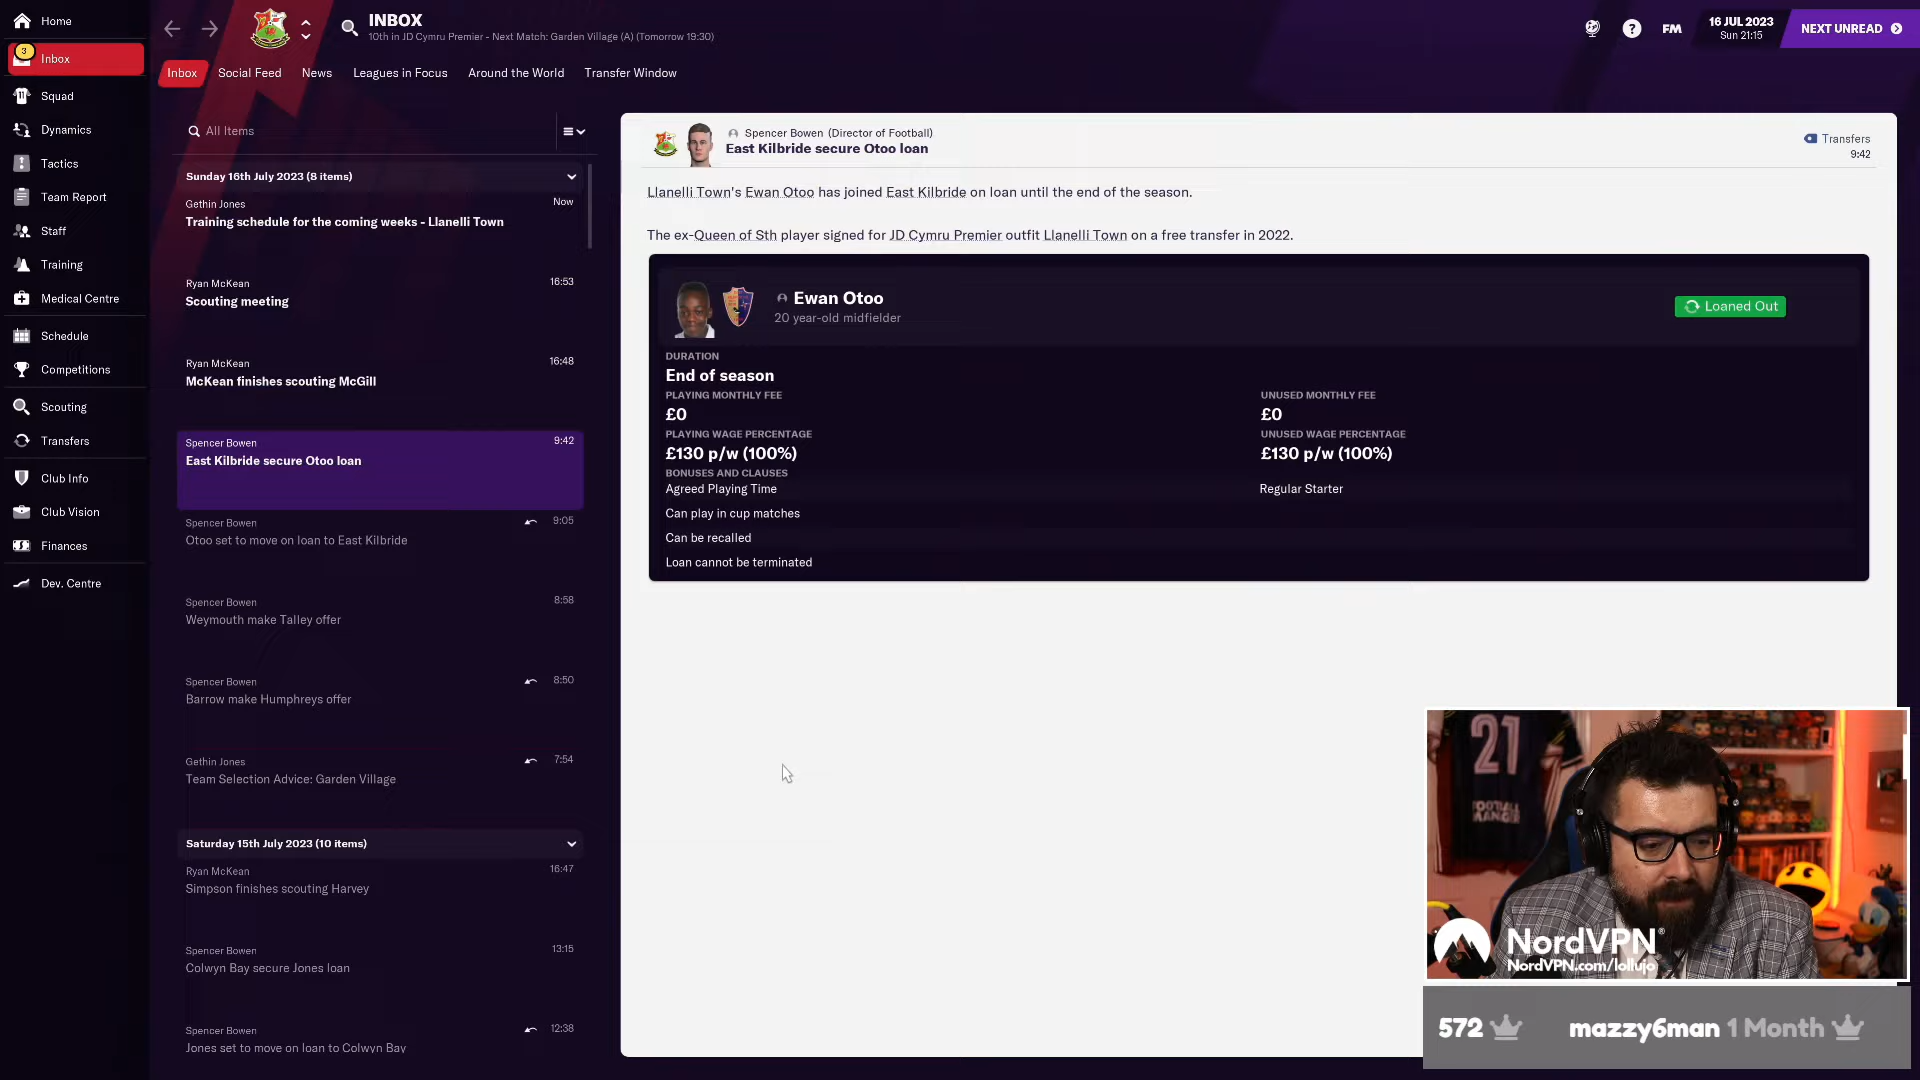 Home
3
Inbox
Squad
Dynamics
Tactics
Team Report
Staff
Training
Medical Centre
Schedule
Competitions
Scouting
Transfers
Club Info
Club Vision
Finances
Dev. Centre
INBOX
10th in JD Cymru Premier - Next Match: Garden Village (A) (Tomorrow 19:30)
FM
16 JUL 2023
Sun 21:15
NEXT UNREAD
Inbox
Social Feed
News
Leagues in Focus
Around the World
Transfer Window
All Items
Sunday 16th July 2023 (8 items)
Gethin Jones
Now
Training schedule for the coming weeks - Llanelli Town
Ryan McKean
16:53
Scouting meeting
Ryan McKean
16:48
McKean finishes scouting McGill
Spencer Bowen
9:42
East Kilbride secure Otoo loan
Spencer Bowen
9:05
Otoo set to move on loan to East Kilbride
Spencer Bowen
8:58
Weymouth make Talley offer
Spencer Bowen
8:50
Barrow make Humphreys offer
Gethin Jones
7:54
Team Selection Advice: Garden Village
Saturday 15th July 2023 (10 items)
Ryan McKean
16:47
Simpson finishes scouting Harvey
Spencer Bowen
13:15
Colwyn Bay secure Jones loan
Spencer Bowen
12:38
Jones set to move on loan to Colwyn Bay
Spencer Bowen (Director of Football)
East Kilbride secure Otoo loan
Transfers
9:42
Llanelli Town's Ewan Otoo has joined East Kilbride on loan until the end of the season.
The ex-Queen of Sth player signed for JD Cymru Premier outfit Llanelli Town on a free transfer in 2022.
Ewan Otoo
20 year-old midfielder
Loaned Out
DURATION
End of season
PLAYING MONTHLY FEE
UNUSED MONTHLY FEE
£0
£0
PLAYING WAGE PERCENTAGE
UNUSED WAGE PERCENTAGE
£130 p/w (100%)
£130 p/w (100%)
BONUSES AND CLAUSES
Agreed Playing Time
Regular Starter
Can play in cup matches
Can be recalled
Loan cannot be terminated
21
FOOTBALL
NordVPN®
NordVPN.com/lollujo
572
mazzy6man 1 Month